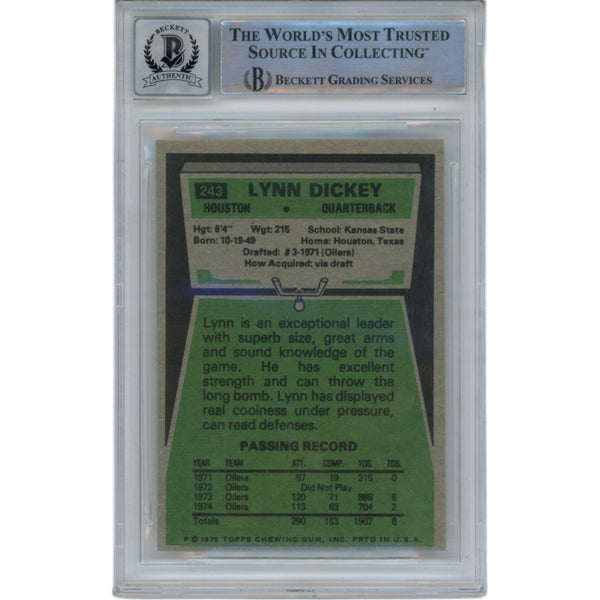 BECKETT
B
AUTHENTIC
THE WORLD'S MOST TRUSTED
SOURCE IN COLLECTING™
B BECKETT GRADING SERVICES
243 LYNN DICKEY
HOUSTON • QUARTERBACK
Hgt: 6'4" Wgt: 215 School: Kansas State
Born: 10-19-49 Home: Houston, Texas
Drafted: #3-1971 (Oilers)
How Acquired: via draft
Lynn is an exceptional leader
with superb size, great arms
and sound knowledge of the
game. He has excellent
strength and can throw the
long bomb. Lynn has displayed
real coolness under pressure,
can read defenses.
PASSING RECORD
YEAR TEAM ATT. COMP. YDS. TDS.
1971 Oilers 57 19 315 0
1972 Oilers Did Not Play
1973 Oilers 120 71 888 6
1974 Oilers 113 63 704 2
Totals 290 153 1907 8
* © 1975 TOPPS CHEWING GUM, INC. PRTD IN U.S.A.